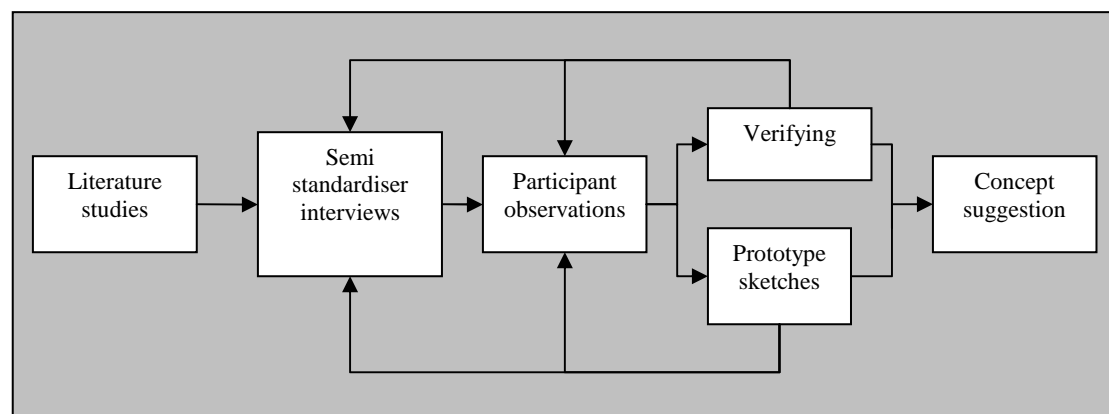 Literature
studies
Semi
standardiser
interviews
Participant
observations
Verifying
Prototype
sketches
Concept
suggestion